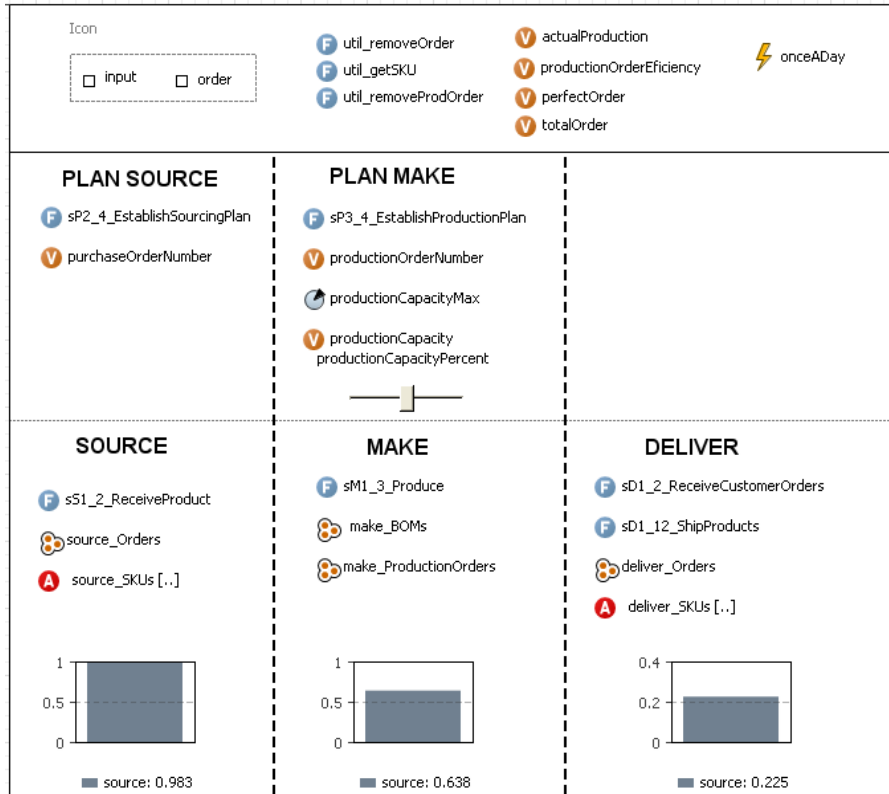 Icon
input
order
util_removeOrder
util_getSKU
util_removeProdOrder
V actualProduction
V productionOrderEficiency
V perfectOrder
V totalOrder
onceADay
F
F
F
PLAN SOURCE
F sP2_4_EstablishSourcingPlan
V purchaseOrderNumber
PLAN MAKE
F sP3_4_EstablishProductionPlan
V productionOrderNumber
productionCapacityMax
V productionCapacity
productionCapacityPercent
SOURCE
F sS1_2_ReceiveProduct
source_Orders
A source_SKUs [..]
1
0.5
0
source: 0.983
MAKE
F sM1_3_Produce
make_BOMs
make_ProductionOrders
1
0.5
0
source: 0.638
DELIVER
F sD1_2_ReceiveCustomerOrders
F sD1_12_ShipProducts
deliver_Orders
A deliver_SKUs [..]
0.4
0.2
0
source: 0.225